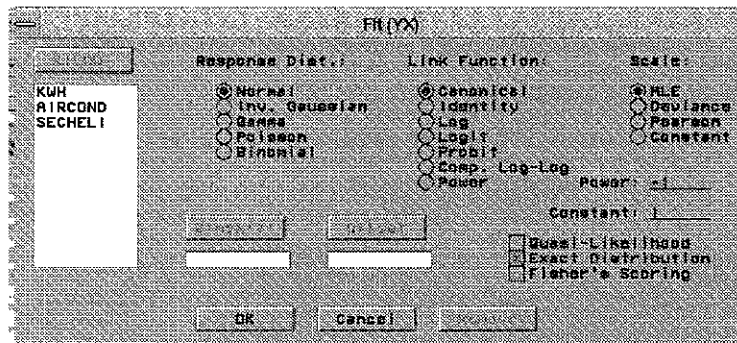 Fit (YX)
Response Dist.: Link Function: Scale:
KWH
AIRCOND
SECHELI
Normal
Inv. Gaussian
Gamma
Poisson
Binomial
Canonical
Identity
Log
Logit
Probit
Comp. Log-Log
Power
MLE
Deviance
Pearson
Constant
Power: -1
Constant: 1
Quasi-Likelihood
Exact Distribution
Fisher's Scoring
OK Cancel